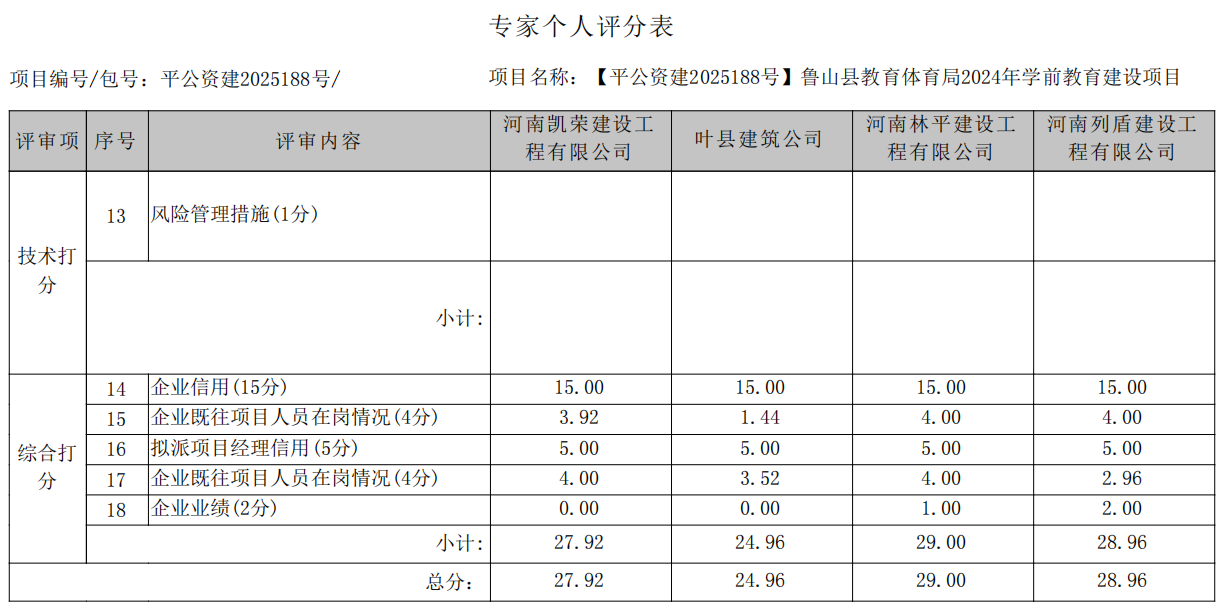 专家个人评分表
项目编号/包号：平公资建2025188号/
项目名称：【平公资建2025188号】鲁山县教育体育局2024年学前教育建设项目
评审项 序号 评审内容 河南凯荣建设工程有限公司 叶县建筑公司 河南林平建设工程有限公司 河南列盾建设工程有限公司
技术打分
13 风险管理措施(1分)
小计:
综合打分
14 企业信用(15分) 15.00 15.00 15.00 15.00
15 企业既往项目人员在岗情况(4分) 3.92 1.44 4.00 4.00
16 拟派项目经理信用(5分) 5.00 5.00 5.00 5.00
17 企业既往项目人员在岗情况(4分) 4.00 3.52 4.00 2.96
18 企业业绩(2分) 0.00 0.00 1.00 2.00
小计: 27.92 24.96 29.00 28.96
总分: 27.92 24.96 29.00 28.96